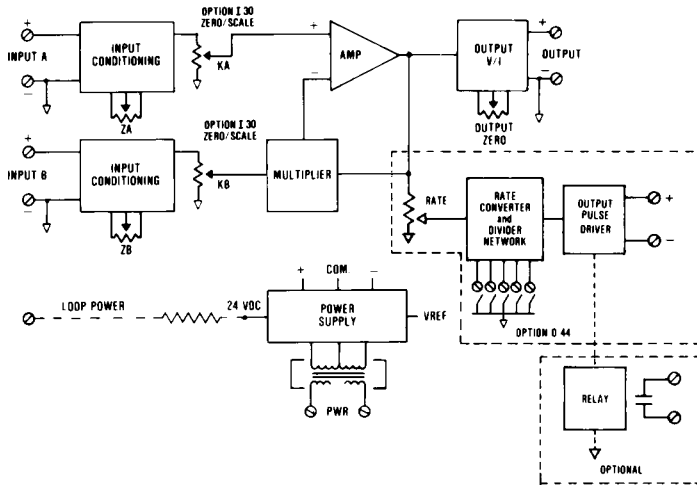 OPTION I 30
ZERO/SCALE
+
INPUT A
−
INPUT
CONDITIONING
KA
ZA
+
−
AMP
OUTPUT
V/I
+
OUTPUT
−
OUTPUT
ZERO
OPTION I 30
ZERO/SCALE
+
INPUT B
−
INPUT
CONDITIONING
KB
ZB
MULTIPLIER
RATE
RATE
CONVERTER
and
DIVIDER
NETWORK
OUTPUT
PULSE
DRIVER
+
−
OPTION 0 44
+ COM. −
LOOP POWER
24 VDC
POWER
SUPPLY
VREF
PWR
RELAY
OPTIONAL